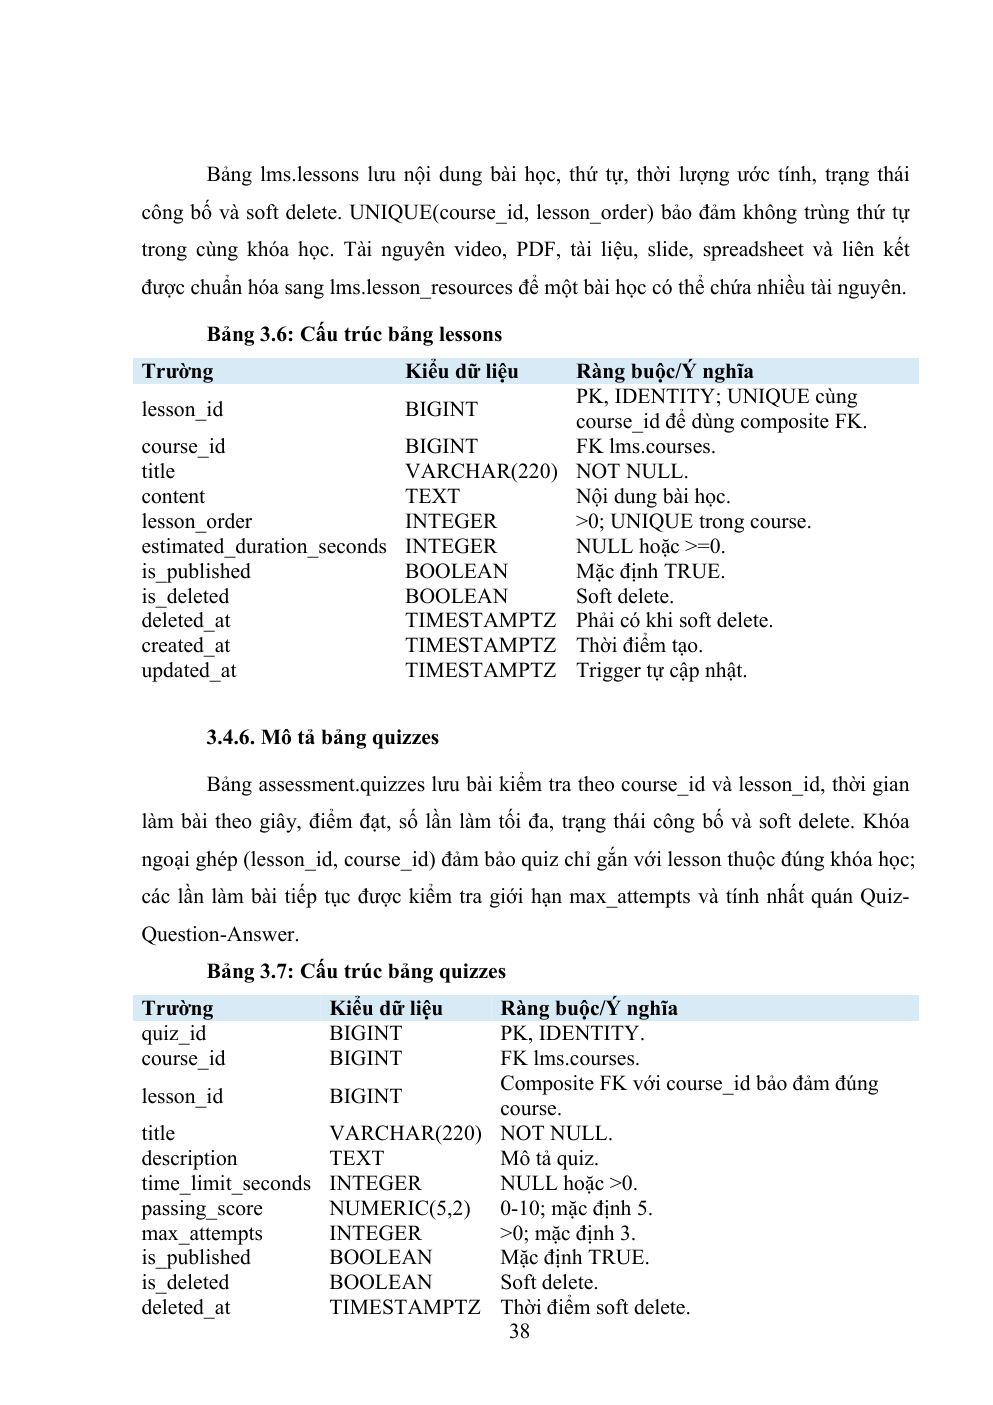 Bảng lms.lessons lưu nội dung bài học, thứ tự, thời lượng ước tính, trạng thái
công bố và soft delete. UNIQUE(course_id, lesson_order) bảo đảm không trùng thứ tự
trong cùng khóa học. Tài nguyên video, PDF, tài liệu, slide, spreadsheet và liên kết
được chuẩn hóa sang lms.lesson_resources để một bài học có thể chứa nhiều tài nguyên.
Bảng 3.6: Cấu trúc bảng lessons
Trường Kiểu dữ liệu Ràng buộc/Ý nghĩa
lesson_id BIGINT PK, IDENTITY; UNIQUE cùng
course_id để dùng composite FK.
course_id BIGINT FK lms.courses.
title VARCHAR(220) NOT NULL.
content TEXT Nội dung bài học.
lesson_order INTEGER >0; UNIQUE trong course.
estimated_duration_seconds INTEGER NULL hoặc >=0.
is_published BOOLEAN Mặc định TRUE.
is_deleted BOOLEAN Soft delete.
deleted_at TIMESTAMPTZ Phải có khi soft delete.
created_at TIMESTAMPTZ Thời điểm tạo.
updated_at TIMESTAMPTZ Trigger tự cập nhật.
3.4.6. Mô tả bảng quizzes
Bảng assessment.quizzes lưu bài kiểm tra theo course_id và lesson_id, thời gian
làm bài theo giây, điểm đạt, số lần làm tối đa, trạng thái công bố và soft delete. Khóa
ngoại ghép (lesson_id, course_id) đảm bảo quiz chỉ gắn với lesson thuộc đúng khóa học;
các lần làm bài tiếp tục được kiểm tra giới hạn max_attempts và tính nhất quán Quiz-
Question-Answer.
Bảng 3.7: Cấu trúc bảng quizzes
Trường Kiểu dữ liệu Ràng buộc/Ý nghĩa
quiz_id BIGINT PK, IDENTITY.
course_id BIGINT FK lms.courses.
lesson_id BIGINT Composite FK với course_id bảo đảm đúng
course.
title VARCHAR(220) NOT NULL.
description TEXT Mô tả quiz.
time_limit_seconds INTEGER NULL hoặc >0.
passing_score NUMERIC(5,2) 0-10; mặc định 5.
max_attempts INTEGER >0; mặc định 3.
is_published BOOLEAN Mặc định TRUE.
is_deleted BOOLEAN Soft delete.
deleted_at TIMESTAMPTZ Thời điểm soft delete.
38